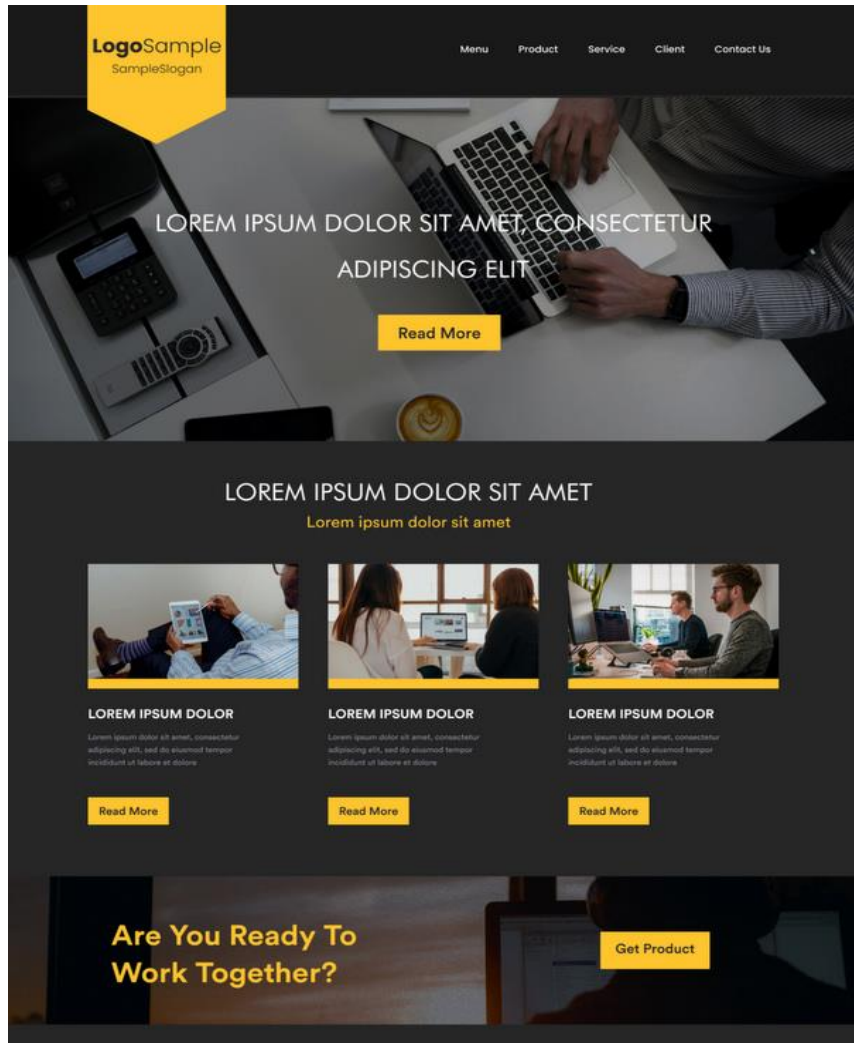 LogoSample
SampleSlogan
Menu Product Service Client Contact Us
LOREM IPSUM DOLOR SIT AMET, CONSECTETUR
ADIPISCING ELIT
Read More
LOREM IPSUM DOLOR SIT AMET
Lorem ipsum dolor sit amet
LOREM IPSUM DOLOR
Lorem ipsum dolor sit amet, consectetur
adipiscing elit, sed do eiusmod tempor
incididunt ut labore et dolore
Read More
LOREM IPSUM DOLOR
Lorem ipsum dolor sit amet, consectetur
adipiscing elit, sed do eiusmod tempor
incididunt ut labore et dolore
Read More
LOREM IPSUM DOLOR
Lorem ipsum dolor sit amet, consectetur
adipiscing elit, sed do eiusmod tempor
incididunt ut labore et dolore
Read More
Are You Ready To
Work Together?
Get Product